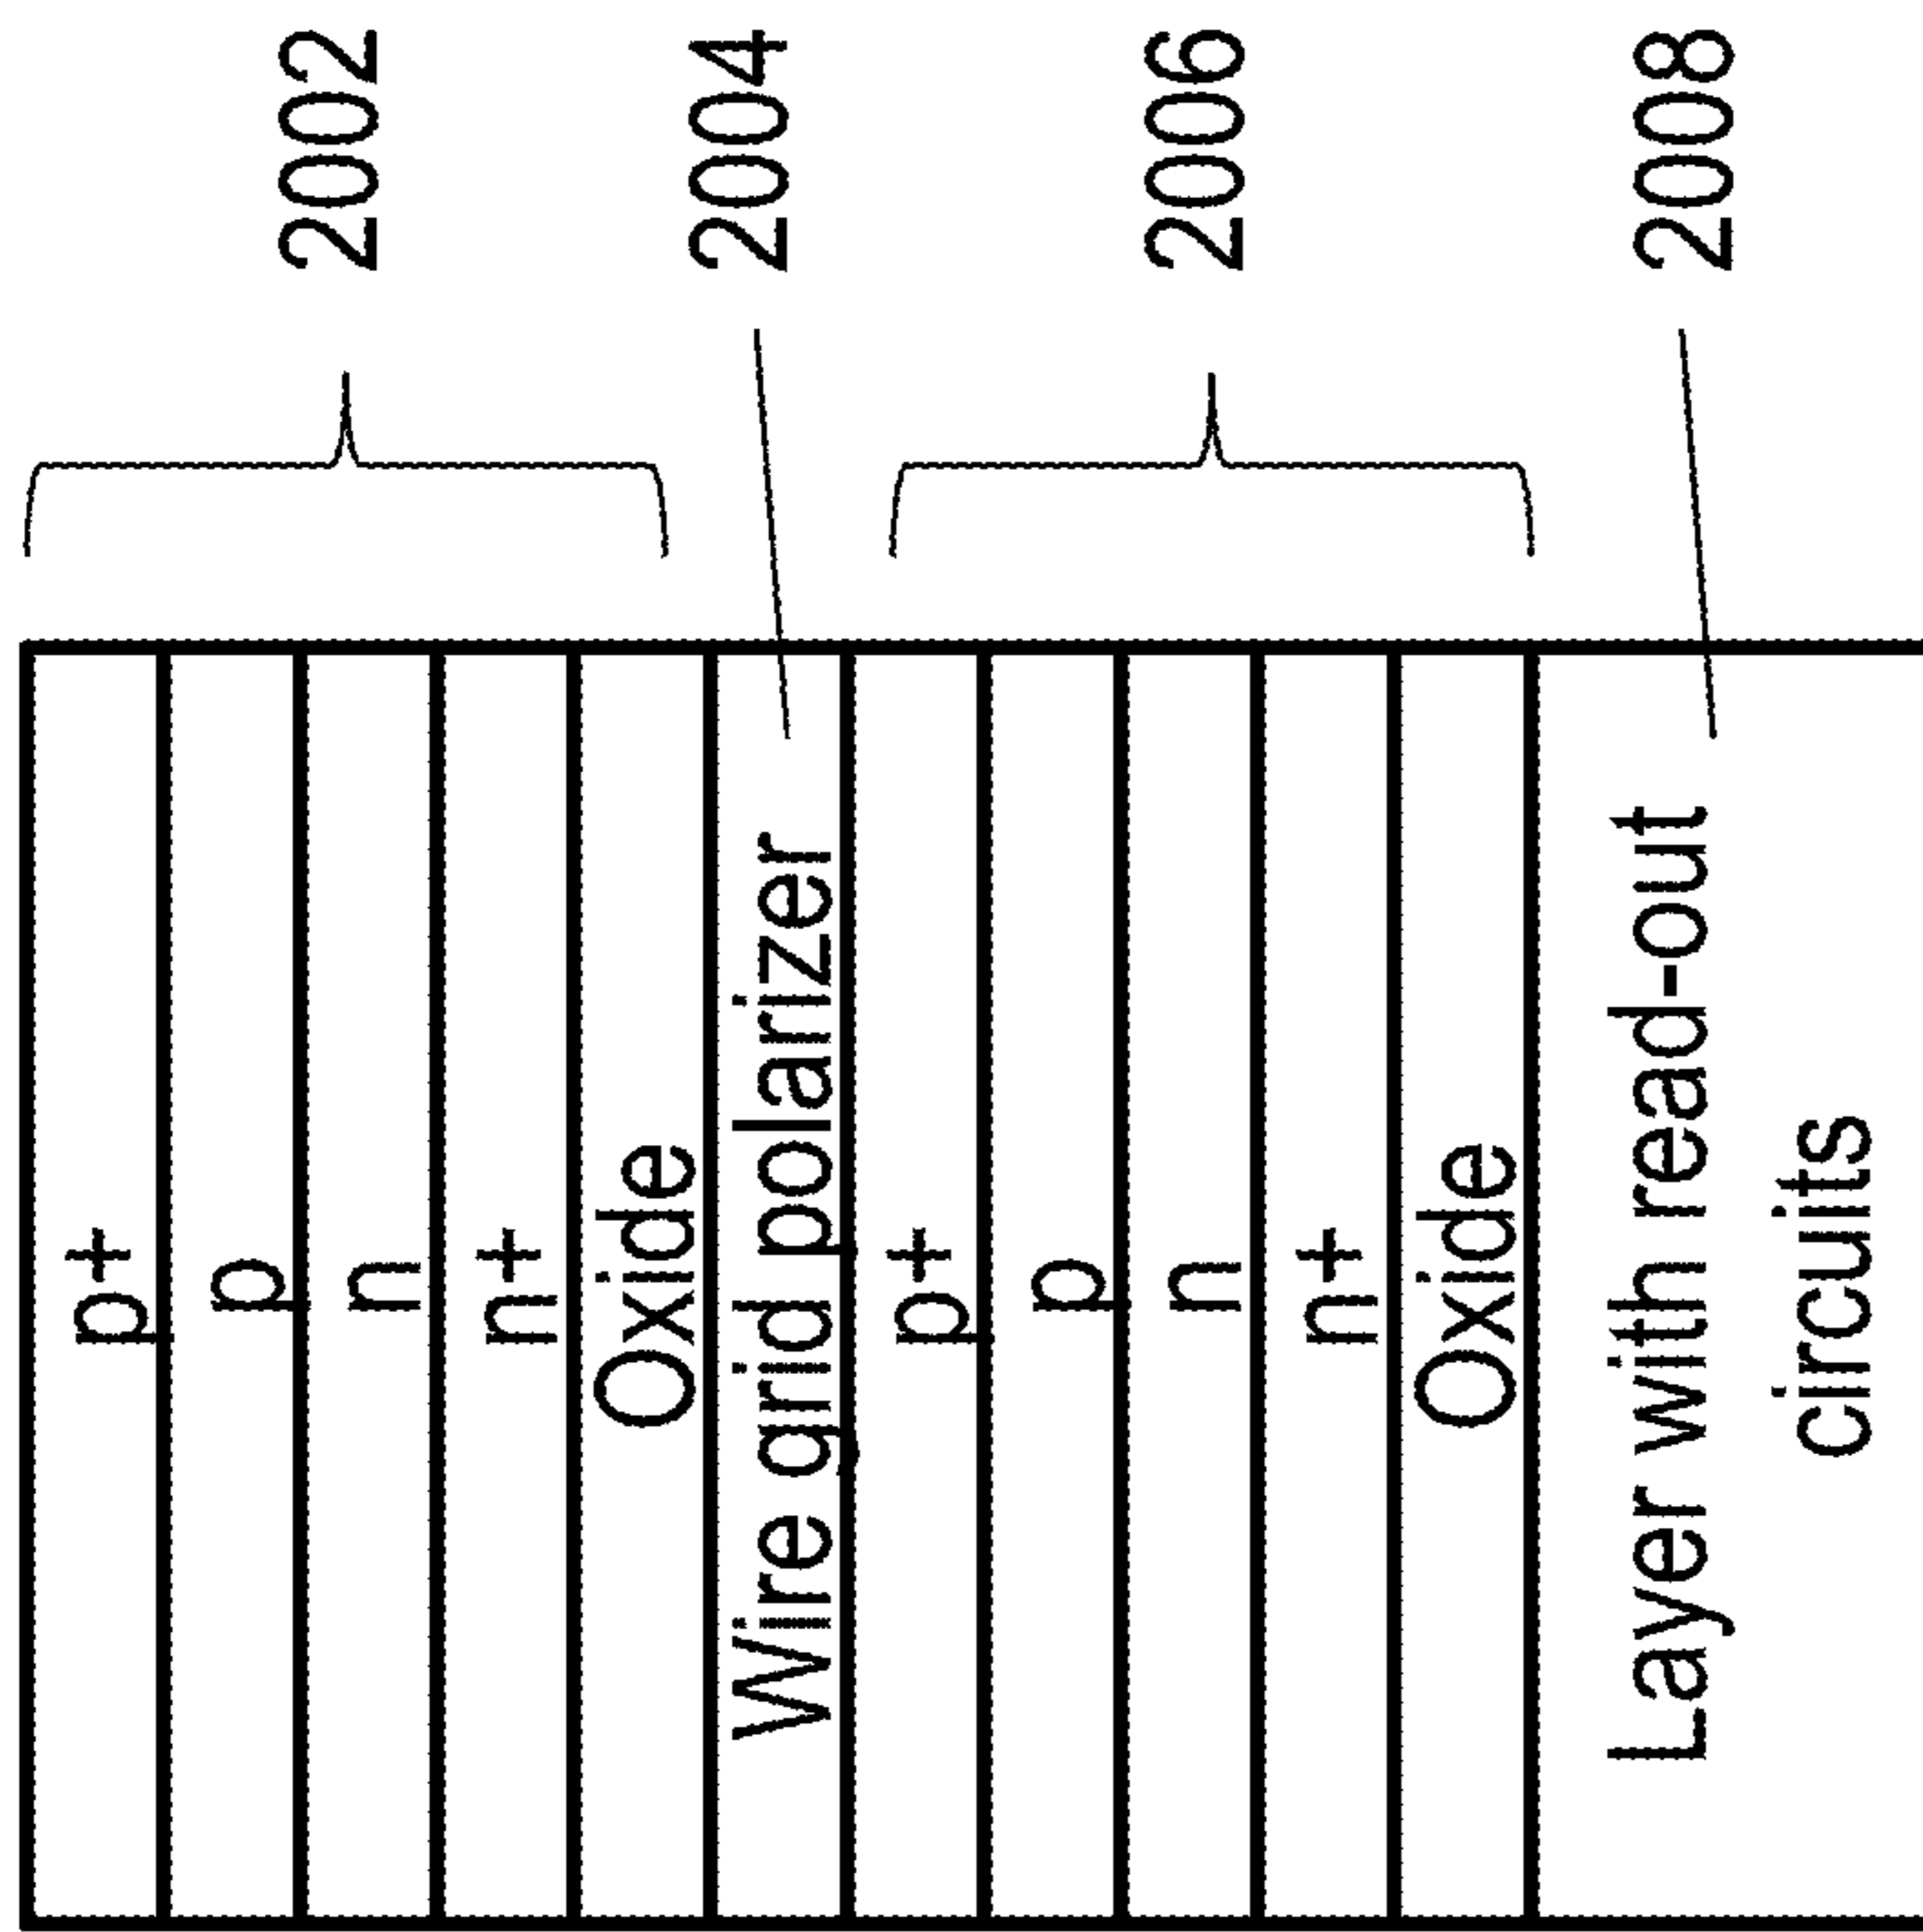 p+
p
n
2002
n+
Oxide
Wire grid polarizer
2004
p+
p
n
2006
n+
Oxide
Layer with read-out
2008
circuits